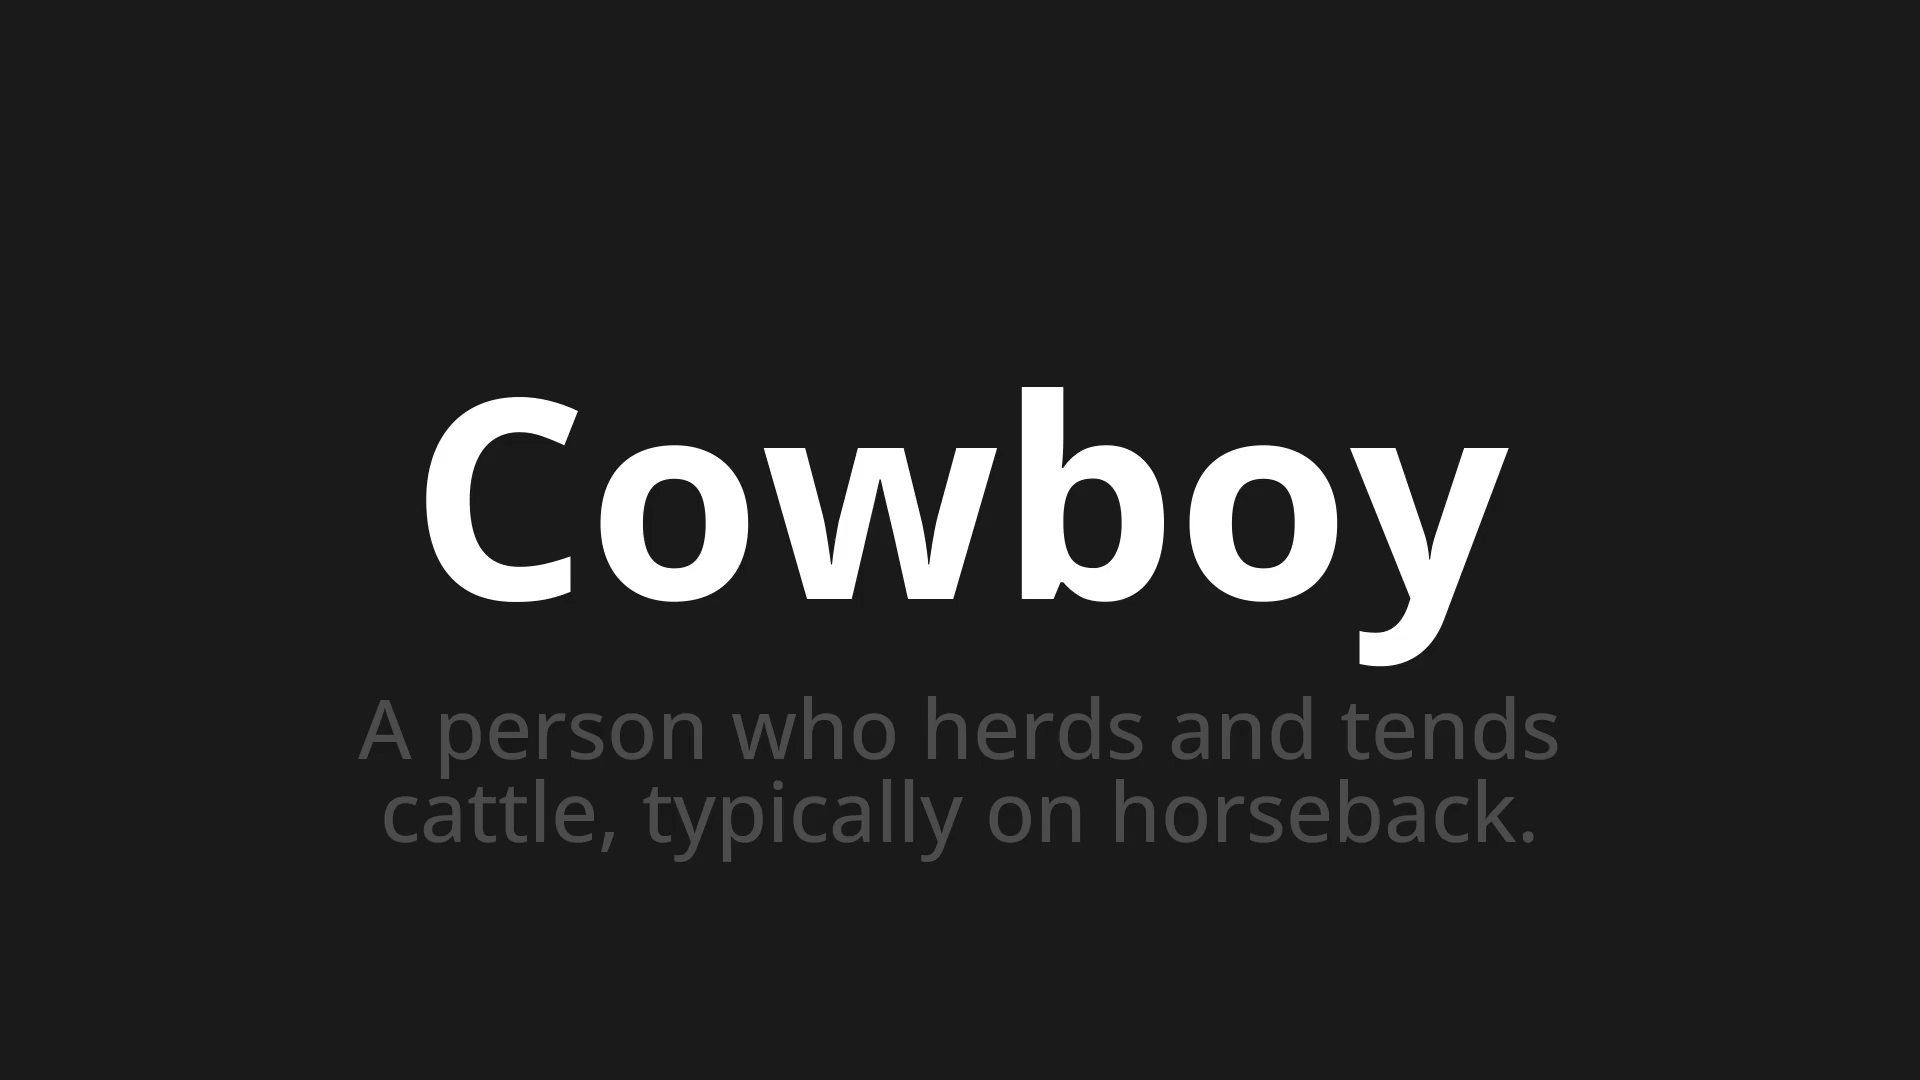 Cowboy
A person who herds and tends
cattle, typically on horseback.